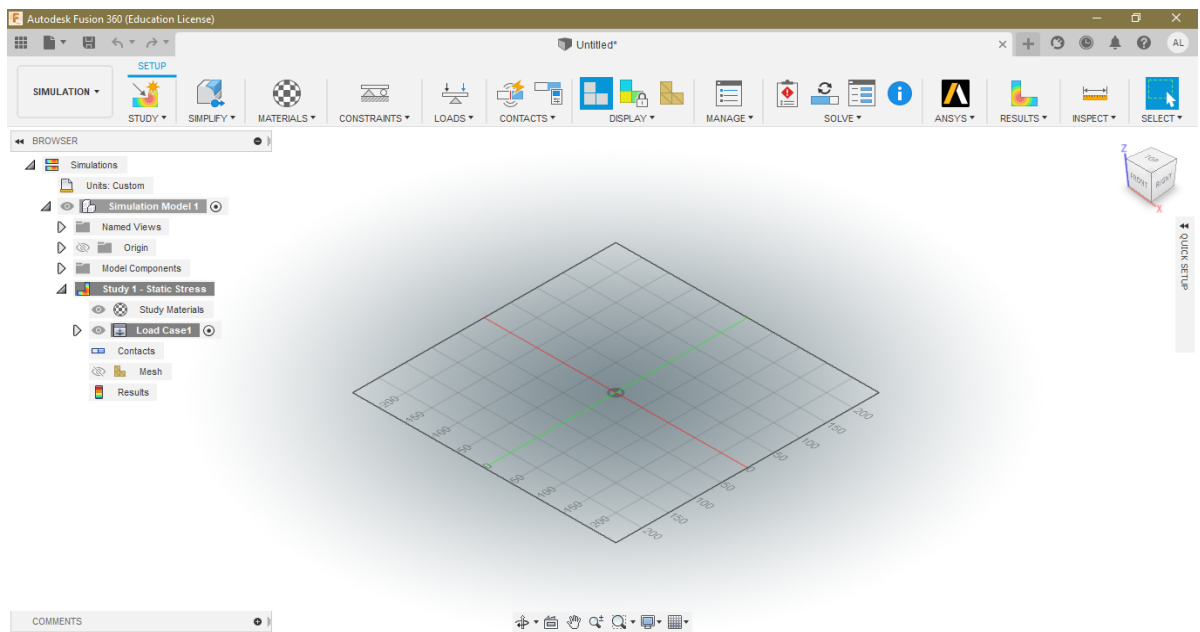 Autodesk Fusion 360 (Education License)
Untitled*
AL
SETUP
SIMULATION
STUDY
SIMPLIFY
MATERIALS
CONSTRAINTS
LOADS
CONTACTS
DISPLAY
MANAGE
SOLVE
ANSYS
RESULTS
INSPECT
SELECT
BROWSER
Simulations
Units: Custom
Simulation Model 1
Named Views
Origin
Model Components
Study 1 - Static Stress
Study Materials
Load Case1
Contacts
Mesh
Results
Z
TOP
FRONT
RIGHT
X
QUICK SETUP
200
150
100
50
0
50
100
150
200
200
150
100
50
0
50
100
150
200
COMMENTS